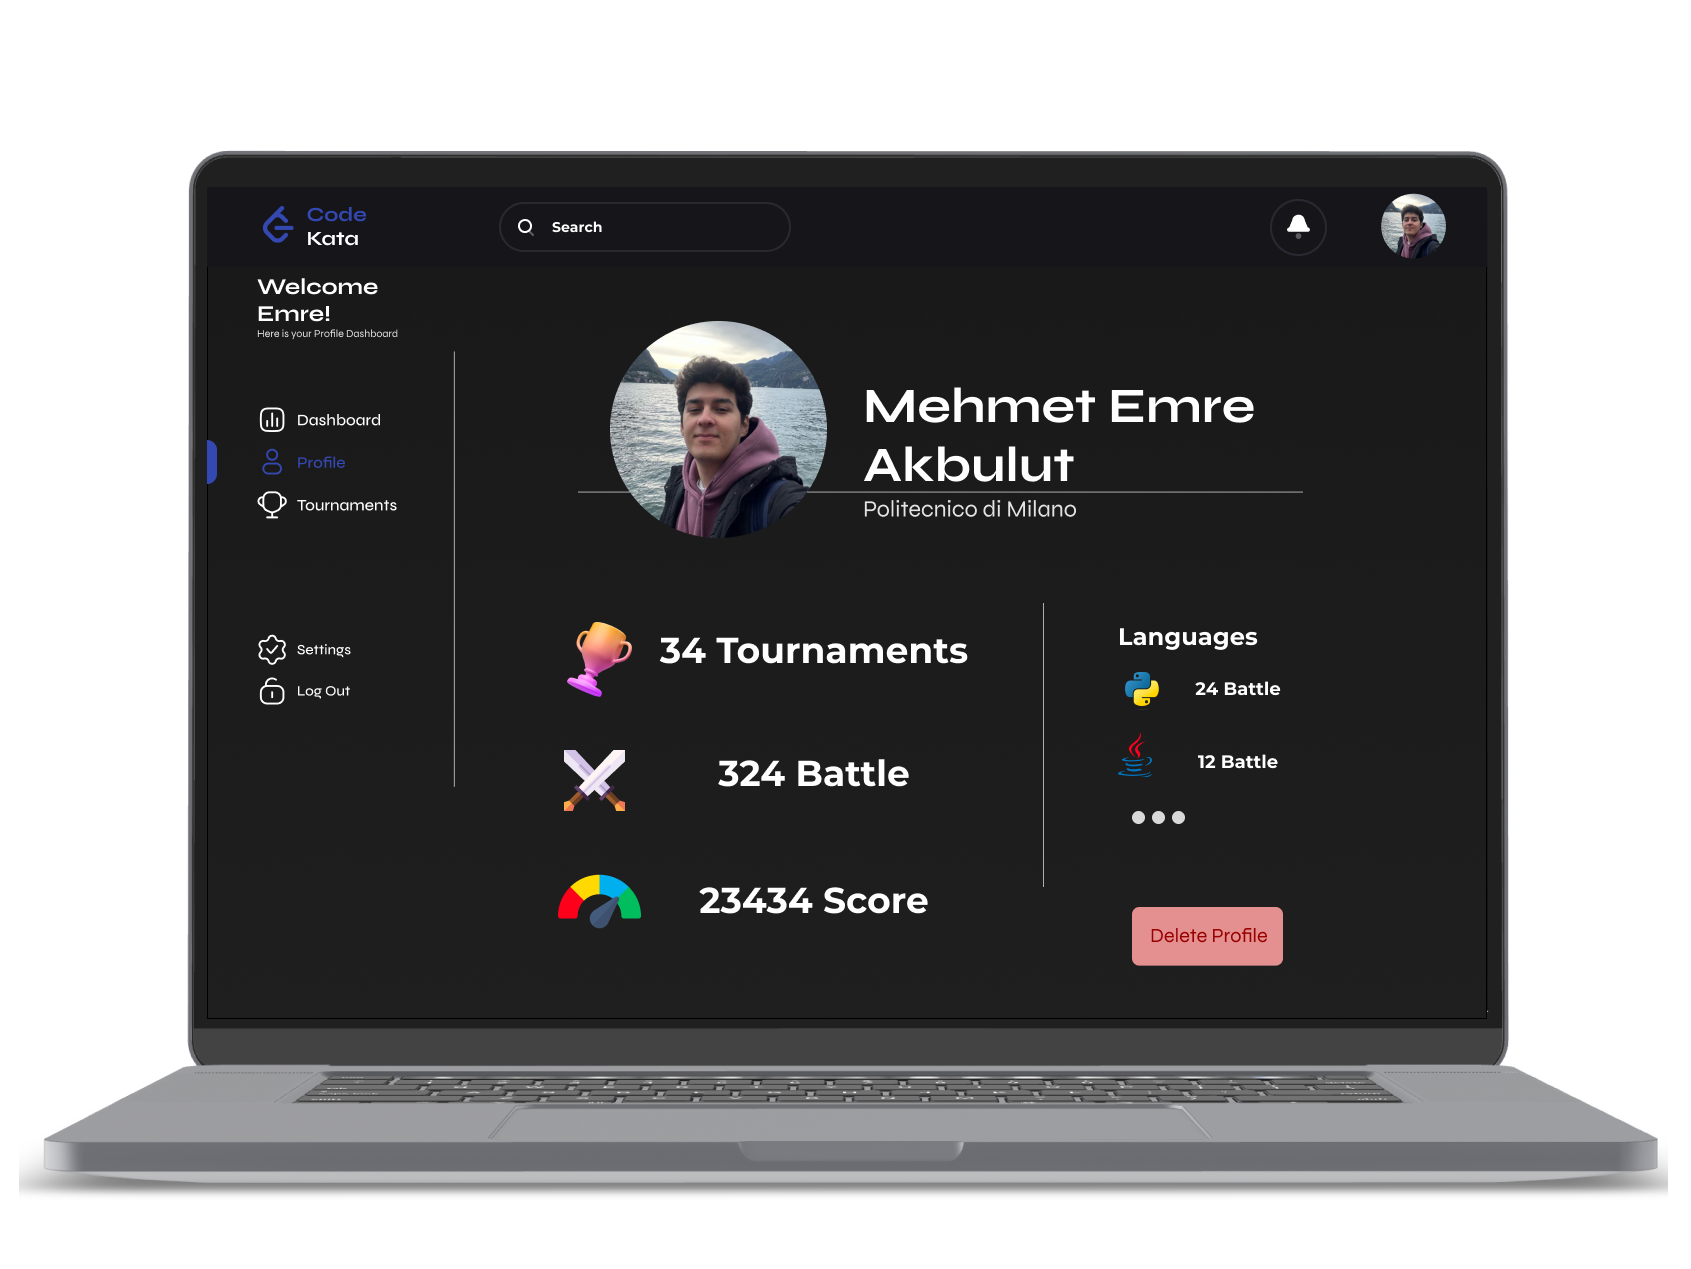 Code
Kata
Search
Welcome
Emre!
Here is your Profile Dashboard
Dashboard
Profile
Tournaments
Settings
Log Out
Mehmet Emre
Akbulut
Politecnico di Milano
34 Tournaments
324 Battle
23434 Score
Languages
24 Battle
12 Battle
Delete Profile